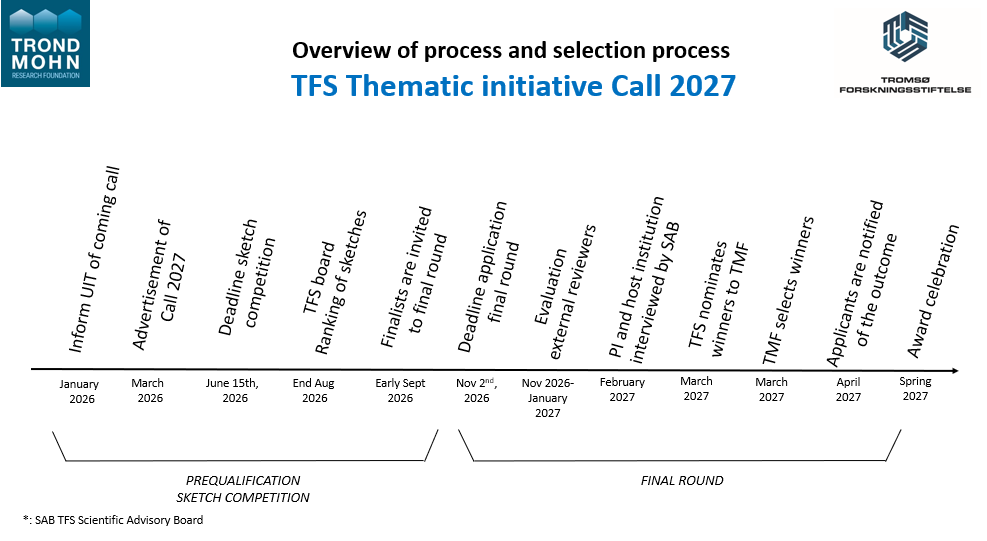 TROND
MOHN
RESEARCH FOUNDATION
Overview of process and selection process
TFS Thematic initiative Call 2027
TFS
TROMSØ
FORSKNINGSSTIFTELSE
Inform UIT of coming call
Advertisement of
Call 2027
Deadline sketch
competition
TFS board
Ranking of sketches
Finalists are invited
to final round
Deadline application
final round
Evaluation
external reviewers
PI and host institution
interviewed by SAB
TFS nominates
winners to TMF
TMF selects winners
Applicants are notified
of the outcome
Award celebration
January
2026
March
2026
June 15th,
2026
End Aug
2026
Early Sept
2026
Nov 2nd,
2026
Nov 2026-
January
2027
February
2027
March
2027
March
2027
April
2027
Spring
2027
PREQUALIFICATION
SKETCH COMPETITION
FINAL ROUND
*: SAB TFS Scientific Advisory Board